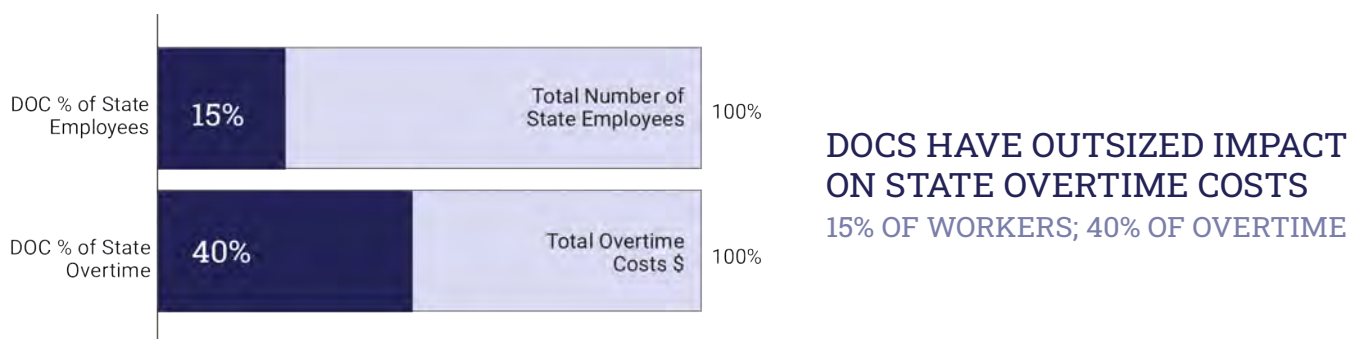 DOC % of State
Employees
15%
Total Number of
State Employees
100%
DOC % of State
Overtime
40%
Total Overtime
Costs $
100%
DOCS HAVE OUTSIZED IMPACT
ON STATE OVERTIME COSTS
15% OF WORKERS; 40% OF OVERTIME